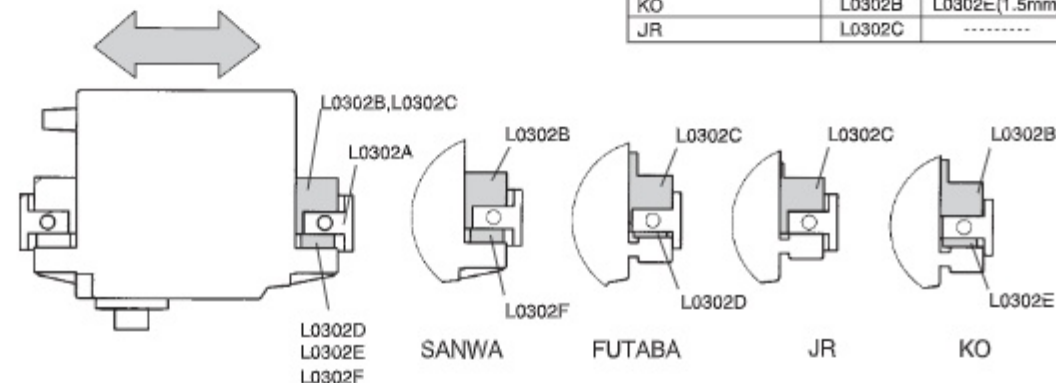 KO L0302B L0302E(1.5mm
JR L0302C ---------
L0302B,L0302C
L0302A
L0302B
L0302C
L0302C
L0302B
L0302F
L0302D
L0302E
L0302D
L0302E
L0302F
SANWA FUTABA JR KO